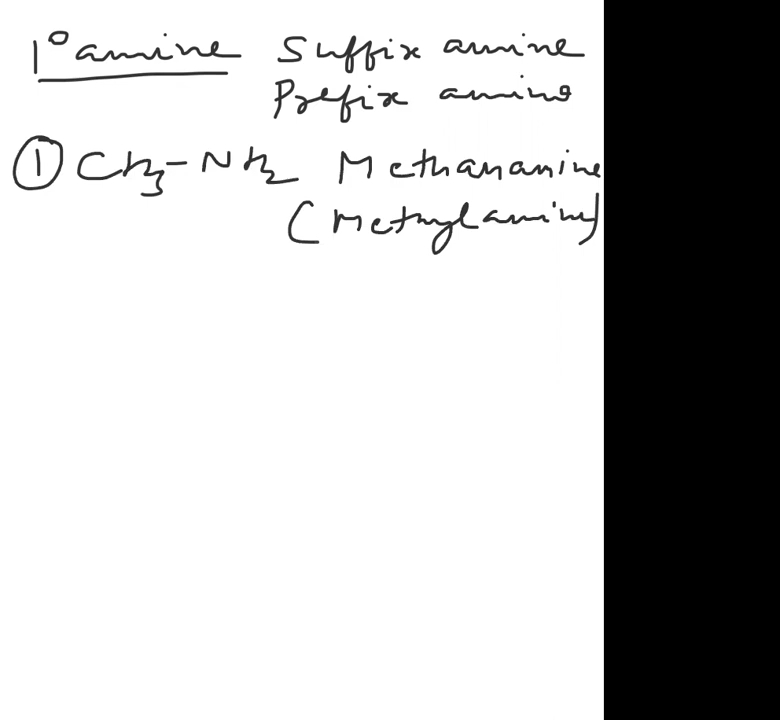 1° amine Suffix amine
Prefix amino
① CH₃-NH₂ Methanamine
(Methylamine)